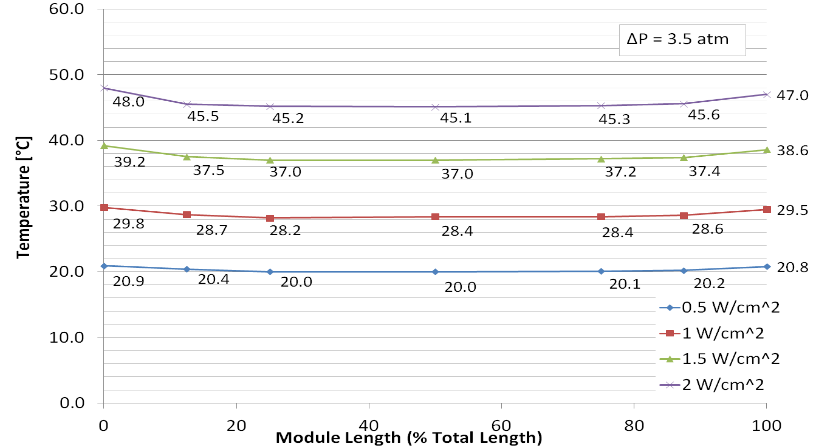 60.0
50.0
40.0
30.0
20.0
10.0
0.0
Temperature [°C]
ΔP = 3.5 atm
48.0 45.5 45.2 45.1 45.3 45.6 47.0
39.2 37.5 37.0 37.0 37.2 37.4 38.6
29.8 28.7 28.2 28.4 28.4 28.6 29.5
20.9 20.4 20.0 20.0 20.1 20.2 20.8
0.5 W/cm^2
1 W/cm^2
1.5 W/cm^2
2 W/cm^2
0 20 40 60 80 100
Module Length (% Total Length)